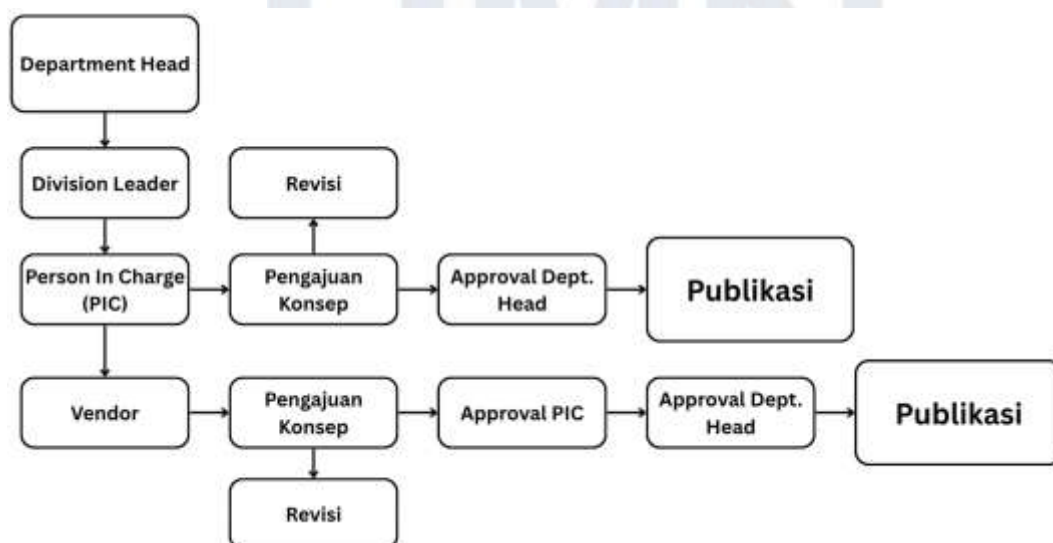 Department Head
Division Leader
Revisi
Person In Charge
(PIC)
Pengajuan
Konsep
Approval Dept.
Head
Publikasi
Vendor
Pengajuan
Konsep
Approval PIC
Approval Dept.
Head
Publikasi
Revisi